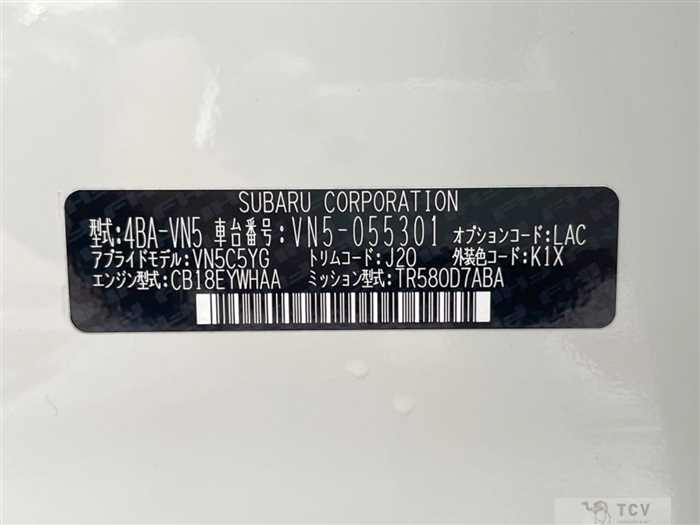 SUBARU CORPORATION
型式:4BA-VN5 車台番号:VN5-055301 オプションコード:LAC
アプライドモデル:VN5C5YG トリムコード:J20 外装色コード:K1X
エンジン型式:CB18EYWHAA ミッション型式:TR580D7ABA
TCV